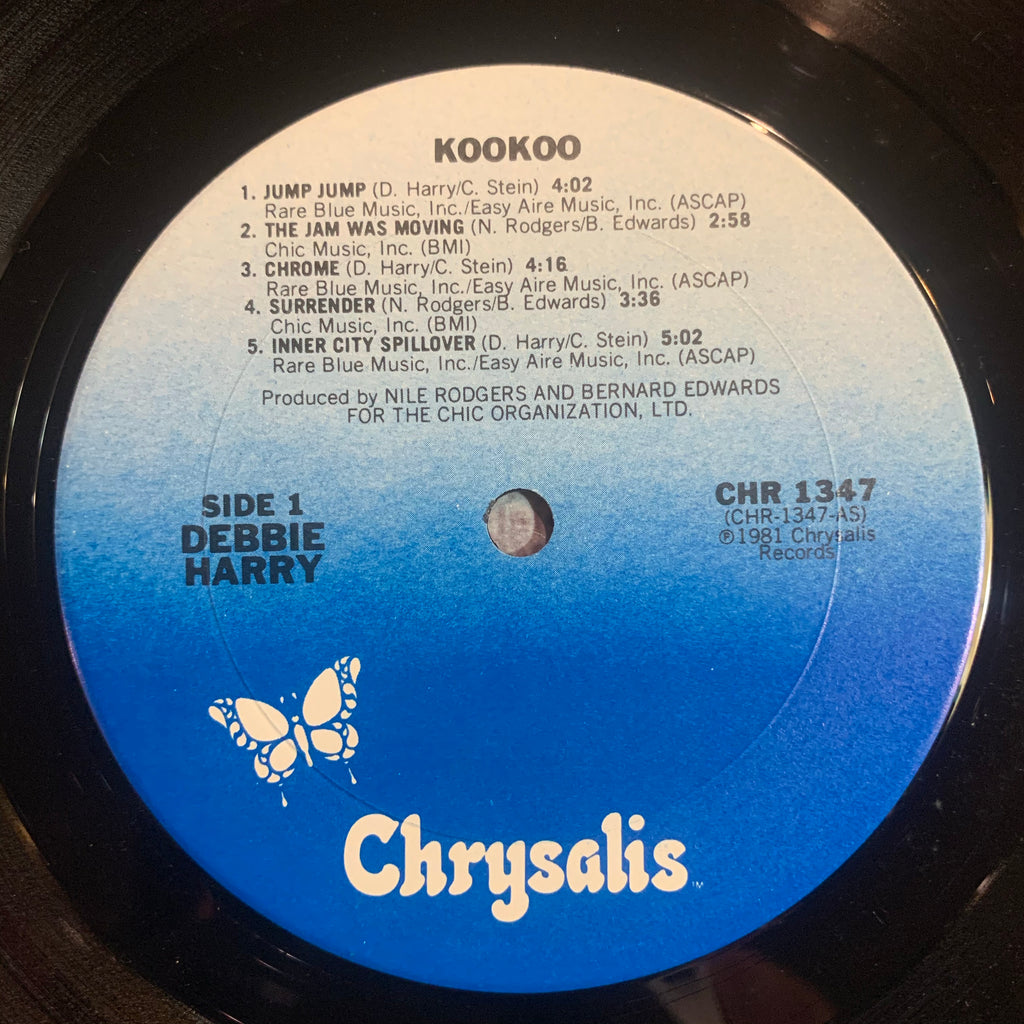 KOOKOO
1. JUMP JUMP (D. Harry/C. Stein) 4:02
Rare Blue Music, Inc./Easy Aire Music, Inc. (ASCAP)
2. THE JAM WAS MOVING (N. Rodgers/B. Edwards) 2:58
Chic Music, Inc. (BMI)
3. CHROME (D. Harry/C. Stein) 4:16
Rare Blue Music, Inc./Easy Aire Music, Inc. (ASCAP)
4. SURRENDER (N. Rodgers/B. Edwards) 3:36
Chic Music, Inc. (BMI)
5. INNER CITY SPILLOVER (D. Harry/C. Stein) 5:02
Rare Blue Music, Inc./Easy Aire Music, Inc. (ASCAP)
Produced by NILE RODGERS AND BERNARD EDWARDS
FOR THE CHIC ORGANIZATION, LTD.
SIDE 1
DEBBIE
HARRY
CHR 1347
(CHR-1347-AS)
℗1981 Chrysalis
Records
Chrysalis™